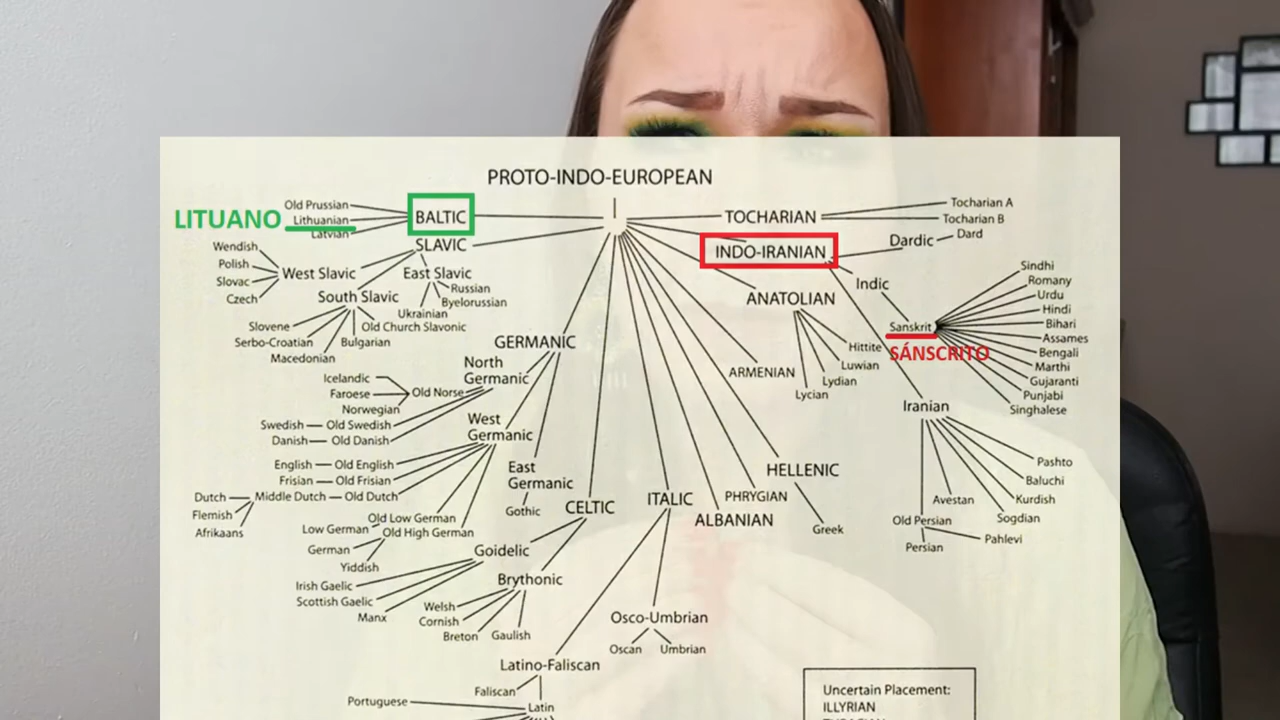 PROTO-INDO-EUROPEAN
LITUANO
Old Prussian
Lithuanian
Latvian
BALTIC
SLAVIC
Wendish
Polish
Slovac
Czech
West Slavic
East Slavic
Russian
Byelorussian
Ukrainian
South Slavic
Old Church Slavonic
Slovene
Serbo-Croatian
Bulgarian
Macedonian
TOCHARIAN
Tocharian A
Tocharian B
INDO-IRANIAN
Dardic
Dard
Indic
Sanskrit
SÁNSCRITO
Sindhi
Romany
Urdu
Hindi
Bihari
Assames
Bengali
Marthi
Gujaranti
Punjabi
Singhalese
ANATOLIAN
Hittite
Luwian
Lydian
Lycian
ARMENIAN
Iranian
Pashto
Baluchi
Kurdish
Sogdian
Avestan
Old Persian
Pahlevi
Persian
GERMANIC
North
Germanic
Icelandic
Faroese
Norwegian
Old Norse
Swedish
Old Swedish
Danish
Old Danish
West
Germanic
English
Old English
Frisian
Old Frisian
Dutch
Middle Dutch
Old Dutch
Flemish
Afrikaans
Old Low German
Low German
Old High German
German
Yiddish
East
Germanic
Gothic
CELTIC
Goidelic
Irish Gaelic
Scottish Gaelic
Manx
Brythonic
Welsh
Cornish
Breton
Gaulish
ITALIC
Osco-Umbrian
Oscan
Umbrian
Latino-Faliscan
Faliscan
Latin
Portuguese
PHRYGIAN
ALBANIAN
HELLENIC
Greek
Uncertain Placement:
ILLYRIAN